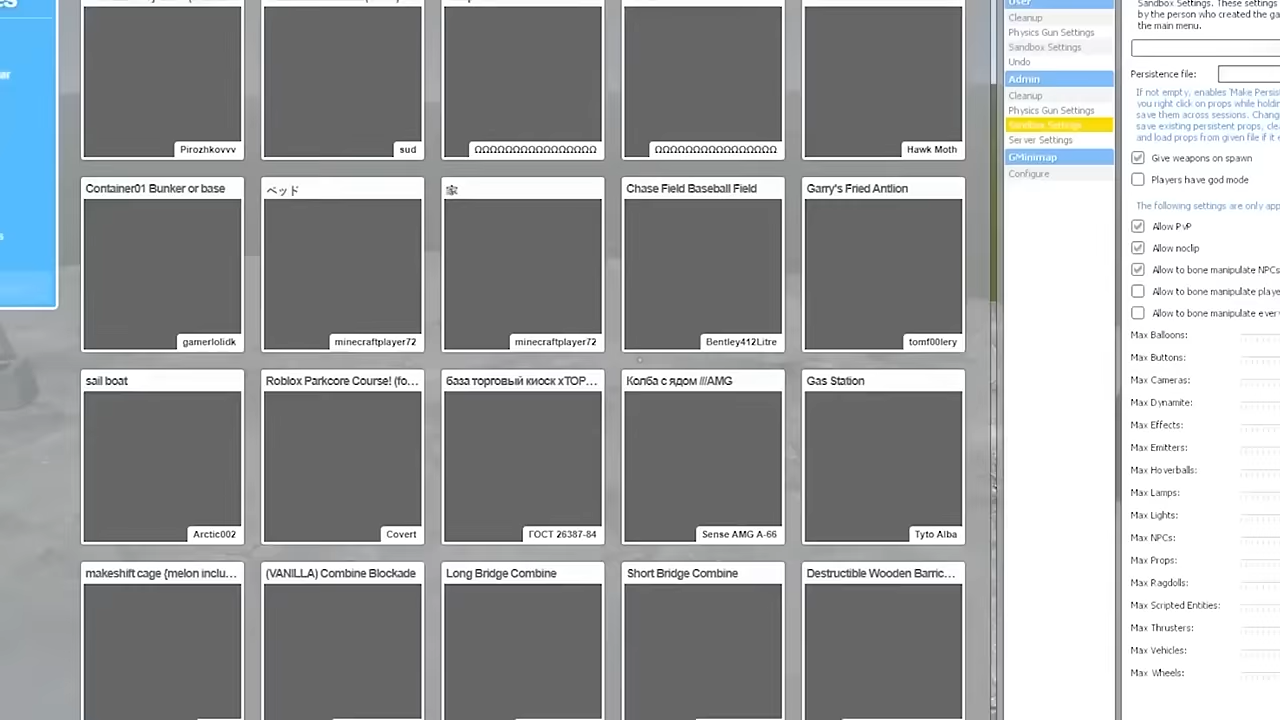 Pirozhkovvv
sud
ΩΩΩΩΩΩΩΩΩΩΩΩΩΩΩΩ
ΩΩΩΩΩΩΩΩΩΩΩΩΩΩΩΩ
Hawk Moth
Container01 Bunker or base
ベッド
家
Chase Field Baseball Field
Garry's Fried Antlion
gamerlolidk
minecraftplayer72
minecraftplayer72
Bentley412Litre
tomf00lery
sail boat
Roblox Parkcore Course! (fo...
база торговый киоск xTOP...
Колба с ядом ///AMG
Gas Station
Arctic002
Covert
ГОСТ 26387-84
Sense AMG A-66
Tyto Alba
makeshift cage (melon inclu...
(VANILLA) Combine Blockade
Long Bridge Combine
Short Bridge Combine
Destructible Wooden Barric...
User
Cleanup
Physics Gun Settings
Sandbox Settings
Undo
Admin
Cleanup
Physics Gun Settings
Sandbox Settings
Server Settings
GMinimap
Configure
Sandbox Settings. These settings
by the person who created the ga
the main menu.
Persistence file:
If not empty, enables 'Make Persis
you right click on props while holdin
save them across sessions. Chang
save existing persistent props, clea
and load props from given file if it e
Give weapons on spawn
Players have god mode
The following settings are only app
Allow PvP
Allow noclip
Allow to bone manipulate NPCs
Allow to bone manipulate playe
Allow to bone manipulate ever
Max Balloons:
Max Buttons:
Max Cameras:
Max Dynamite:
Max Effects:
Max Emitters:
Max Hoverballs:
Max Lamps:
Max Lights:
Max NPCs:
Max Props:
Max Ragdolls:
Max Scripted Entities:
Max Thrusters:
Max Vehicles:
Max Wheels: